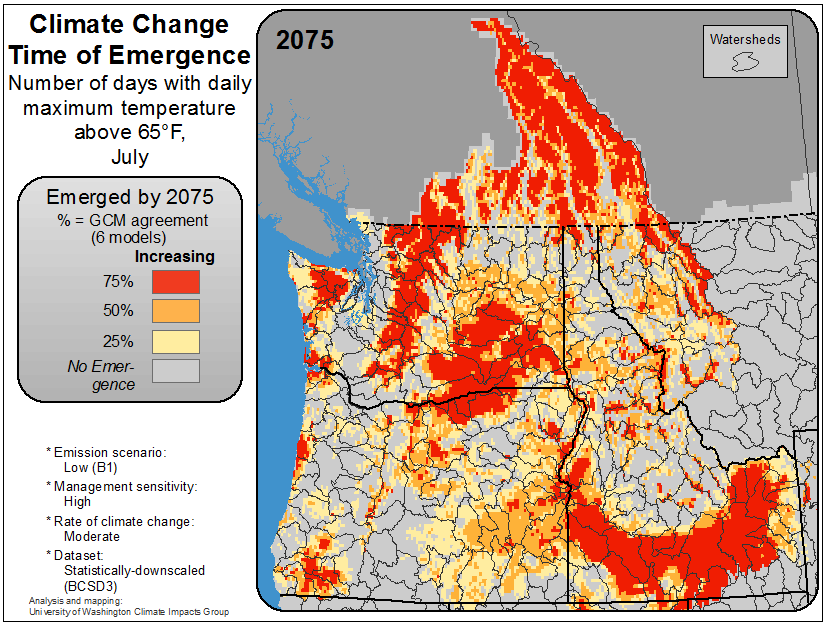 Climate Change
Time of Emergence
Number of days with daily
maximum temperature
above 65°F,
July
Emerged by 2075
% = GCM agreement
(6 models)
Increasing
75%
50%
25%
No Emer-
gence
* Emission scenario:
Low (B1)
* Management sensitivity:
High
* Rate of climate change:
Moderate
* Dataset:
Statistically-downscaled
(BCSD3)
Analysis and mapping:
University of Washington Climate Impacts Group
2075
Watersheds